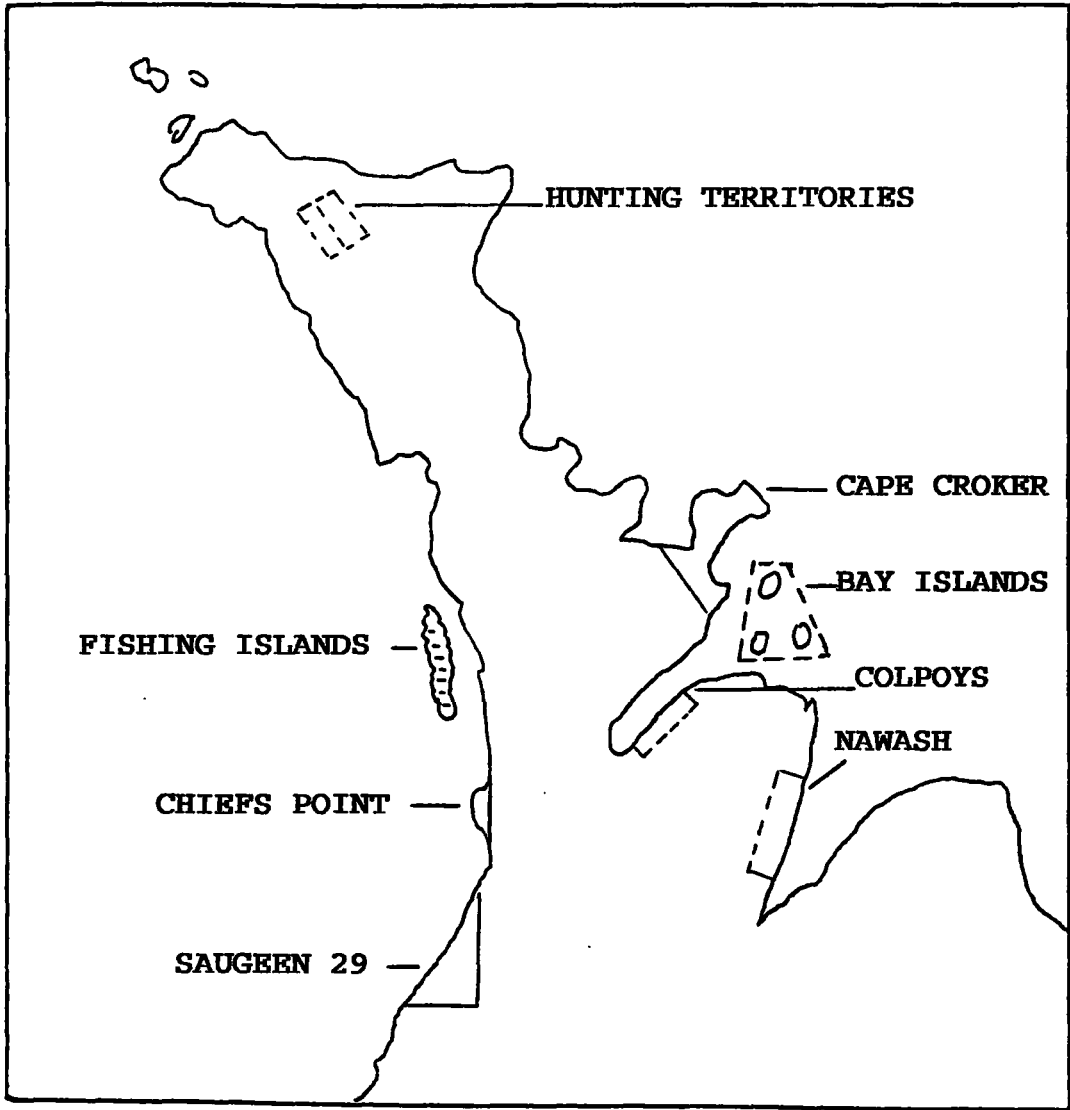 HUNTING TERRITORIES
CAPE CROKER
BAY ISLANDS
FISHING ISLANDS
COLPOYS
NAWASH
CHIEFS POINT
SAUGEEN 29